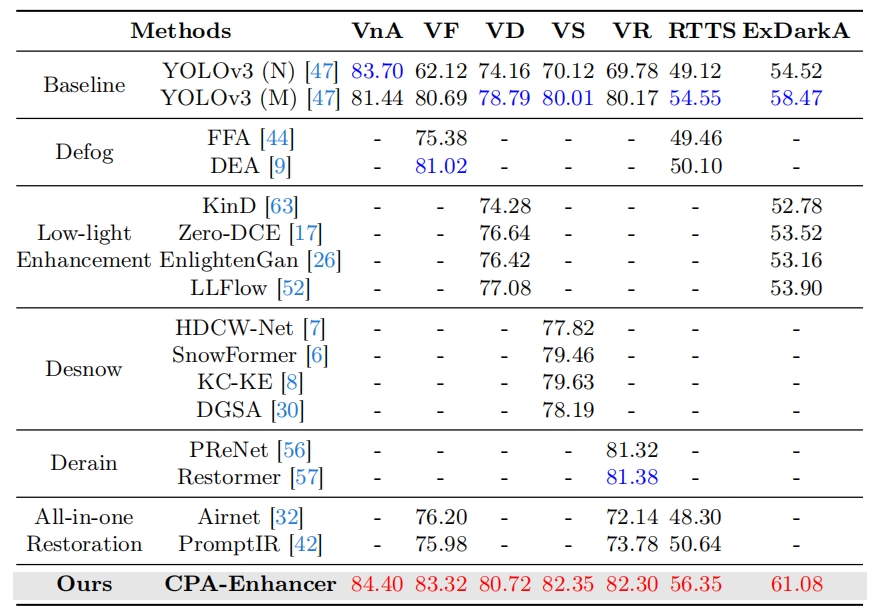 Methods VnA VF VD VS VR RTTS ExDarkA
Baseline
YOLOv3 (N) [47] 83.70 62.12 74.16 70.12 69.78 49.12 54.52
YOLOv3 (M) [47] 81.44 80.69 78.79 80.01 80.17 54.55 58.47
Defog
FFA [44] - 75.38 - - - 49.46 -
DEA [9] - 81.02 - - - 50.10 -
Low-light
Enhancement
KinD [63] - - 74.28 - - - 52.78
Zero-DCE [17] - - 76.64 - - - 53.52
EnlightenGan [26] - - 76.42 - - - 53.16
LLFlow [52] - - 77.08 - - - 53.90
Desnow
HDCW-Net [7] - - - 77.82 - - -
SnowFormer [6] - - - 79.46 - - -
KC-KE [8] - - - 79.63 - - -
DGSA [30] - - - 78.19 - - -
Derain
PReNet [56] - - - - 81.32 - -
Restormer [57] - - - - 81.38 - -
All-in-one
Restoration
Airnet [32] - 76.20 - - 72.14 48.30 -
PromptIR [42] - 75.98 - - 73.78 50.64 -
Ours CPA-Enhancer 84.40 83.32 80.72 82.35 82.30 56.35 61.08